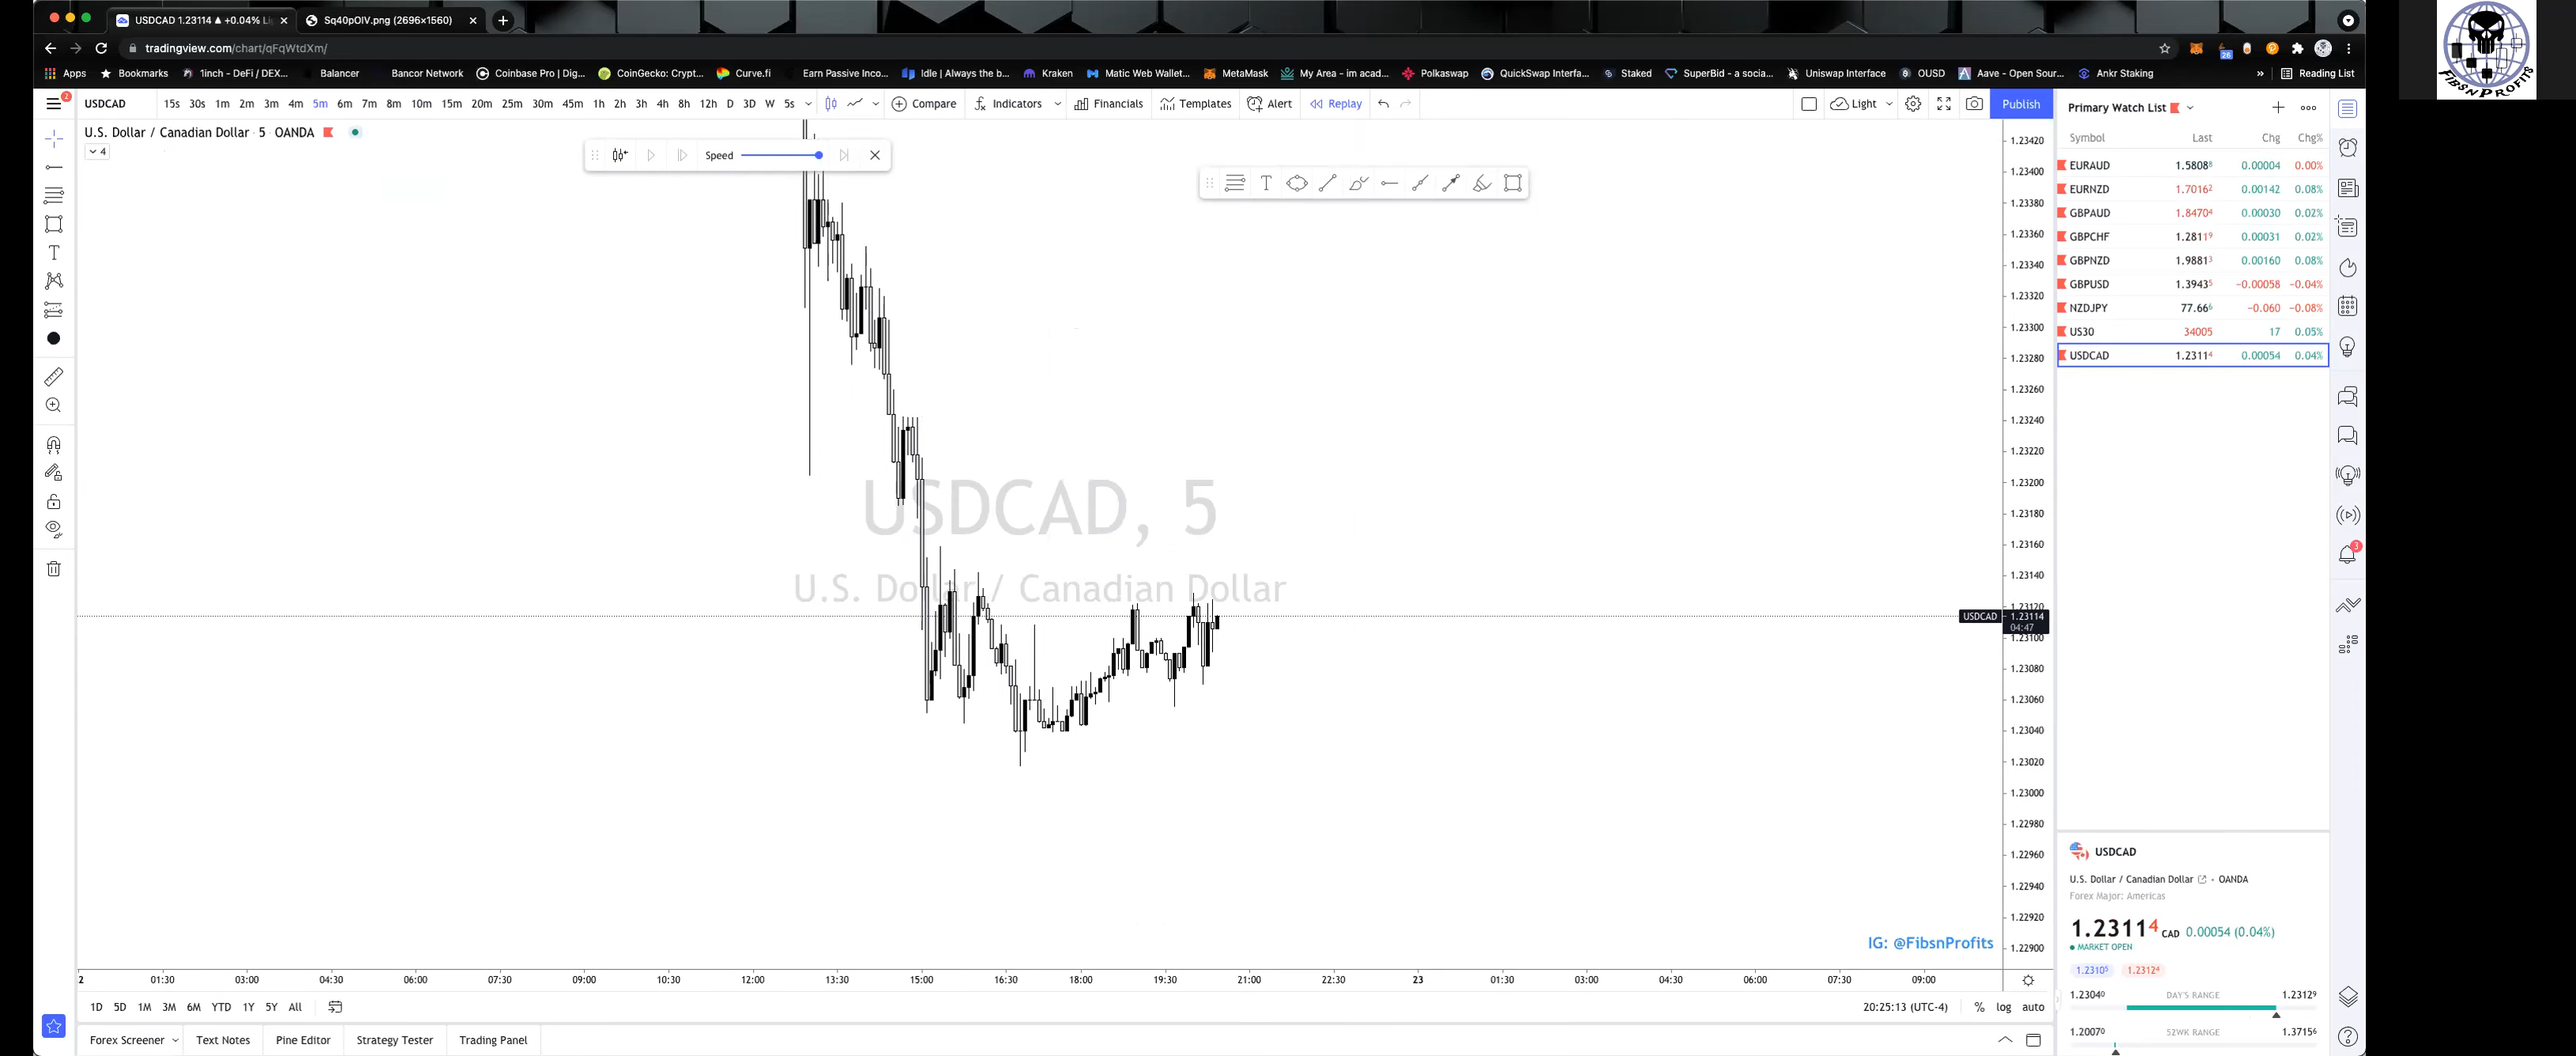 USDCAD 1.23114 ▲ +0.04% Li
Sq40pOIV.png (2696×1560)
tradingview.com/chart/qFqWtdXm/
26
Apps Bookmarks 1inch - DeFi / DEX... Balancer Bancor Network Coinbase Pro | Dig... CoinGecko: Crypt... Curve.fi Earn Passive Inco... Idle | Always the b... Kraken Matic Web Wallet... MetaMask My Area - im acad... Polkaswap QuickSwap Interfa... Staked SuperBid - a socia... Uniswap Interface OUSD Aave - Open Sour... Ankr Staking » Reading List
FIBSNPROFITS
2
USDCAD 15s 30s 1m 2m 3m 4m 5m 6m 7m 8m 10m 15m 20m 25m 30m 45m 1h 2h 3h 4h 8h 12h D 3D W 5s Compare Indicators Financials Templates Alert Replay Light Publish
U.S. Dollar / Canadian Dollar · 5 · OANDA
4
Speed
USDCAD, 5
U.S. Dollar / Canadian Dollar
1.23420
1.23400
1.23380
1.23360
1.23340
1.23320
1.23300
1.23280
1.23260
1.23240
1.23220
1.23200
1.23180
1.23160
1.23140
1.23120
USDCAD 1.23114
04:47
1.23100
1.23080
1.23060
1.23040
1.23020
1.23000
1.22980
1.22960
1.22940
1.22920
1.22900
IG: @FibsnProfits
2 01:30 03:00 04:30 06:00 07:30 09:00 10:30 12:00 13:30 15:00 16:30 18:00 19:30 21:00 22:30 23 01:30 03:00 04:30 06:00 07:30 09:00
1D 5D 1M 3M 6M YTD 1Y 5Y All
20:25:13 (UTC-4) % log auto
Forex Screener Text Notes Pine Editor Strategy Tester Trading Panel
Primary Watch List
Symbol Last Chg Chg%
EURAUD 1.58088 0.00004 0.00%
EURNZD 1.70162 0.00142 0.08%
GBPAUD 1.84704 0.00030 0.02%
GBPCHF 1.28119 0.00031 0.02%
GBPNZD 1.98813 0.00160 0.08%
GBPUSD 1.39435 −0.00058 −0.04%
NZDJPY 77.666 −0.060 −0.08%
US30 34005 17 0.05%
USDCAD 1.23114 0.00054 0.04%
3
USDCAD
U.S. Dollar / Canadian Dollar • OANDA
Forex Major: Americas
1.23114 CAD 0.00054 (0.04%)
MARKET OPEN
1.23105 1.23124
1.23040 DAY'S RANGE 1.23129
1.20070 52WK RANGE 1.37156